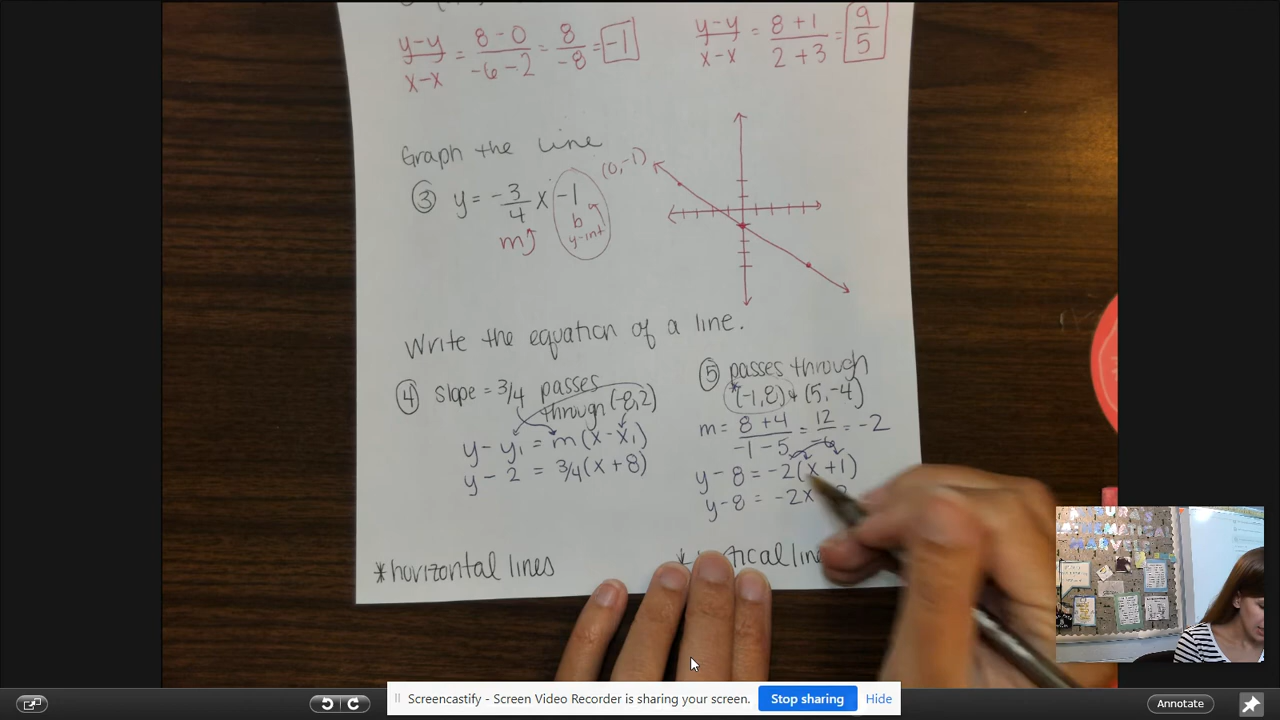 y-y/x-x = 8-0/-6-2 = 8/-8 = -1
y-y/x-x = 8+1/2+3 = 9/5
Graph the line
③ y = -3/4 x -1
(0,-1)
m
b
y-int
Write the equation of a line.
④ slope = 3/4 passes
through (-8,2)
y - y₁ = m(x - x₁)
y - 2 = 3/4(x + 8)
⑤ passes through
*(-1,8) + (5,-4)
m = 8+4/-1-5 = 12/-6 = -2
y - 8 = -2(x + 1)
y - 8 = -2x
*horizontal lines
Screencastify - Screen Video Recorder is sharing your screen.
Stop sharing
Hide
Annotate